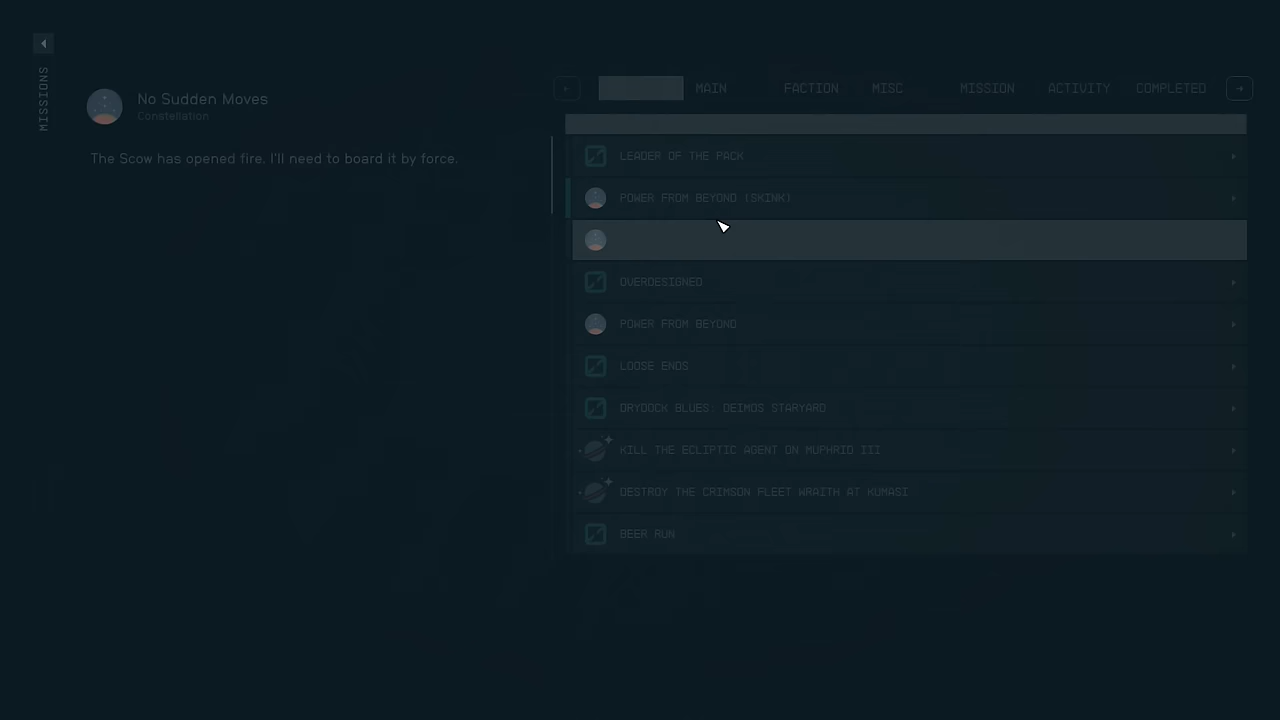 MISSIONS
No Sudden Moves
Constellation
The Scow has opened fire. I'll need to board it by force.
MAIN FACTION MISC MISSION ACTIVITY COMPLETED
LEADER OF THE PACK
POWER FROM BEYOND (SKINK)
OVERDESIGNED
POWER FROM BEYOND
LOOSE ENDS
DRYDOCK BLUES: DEIMOS STARYARD
KILL THE ECLIPTIC AGENT ON MUPHRID III
DESTROY THE CRIMSON FLEET WRAITH AT KUMASI
BEER RUN